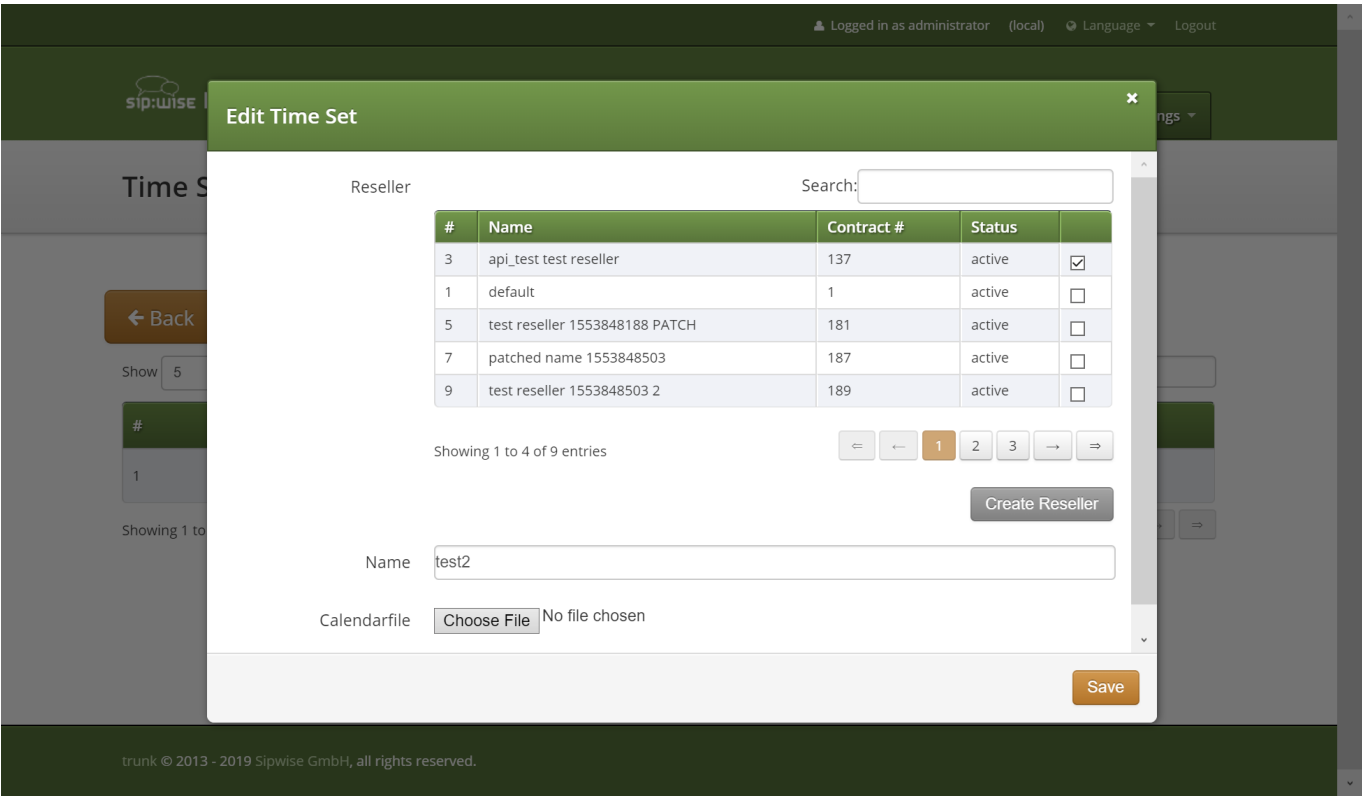 Logged in as administrator (local) Language Logout
sip:wise
ngs
Edit Time Set
Time S
Reseller
Search:
# Name Contract # Status
3 api_test test reseller 137 active
1 default 1 active
5 test reseller 1553848188 PATCH 181 active
7 patched name 1553848503 187 active
9 test reseller 1553848503 2 189 active
Back
Show 5
#
1
Showing 1 to
Showing 1 to 4 of 9 entries
⇐ ← 1 2 3 → ⇒
Create Reseller
⇒
Name test2
Calendarfile Choose File No file chosen
Save
trunk © 2013 - 2019 Sipwise GmbH, all rights reserved.